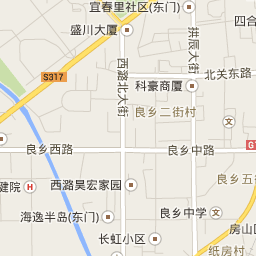 宜春里社区(东门)
盛川大厦
四合
洪辰大街
北关东路
S317
西潞北大街
科豪商厦
良乡二街村
良乡西路
良乡中路
G1
良乡五
建院
H
西潞昊宏家园
海逸半岛(东门)
良乡中学
房山区
长虹小区
纸房村